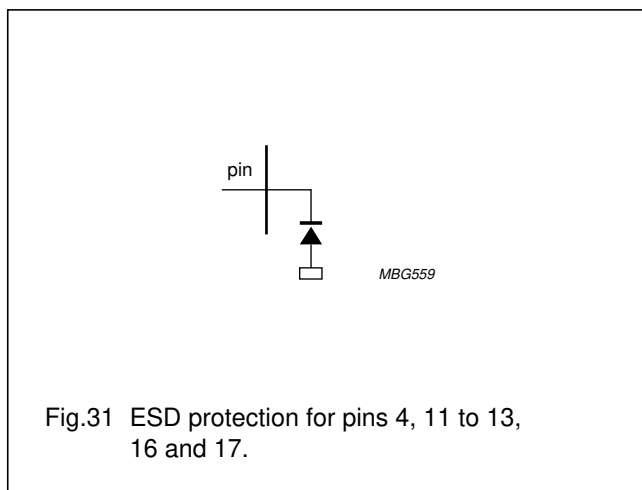 pin
MBG559
Fig.31 ESD protection for pins 4, 11 to 13,
16 and 17.